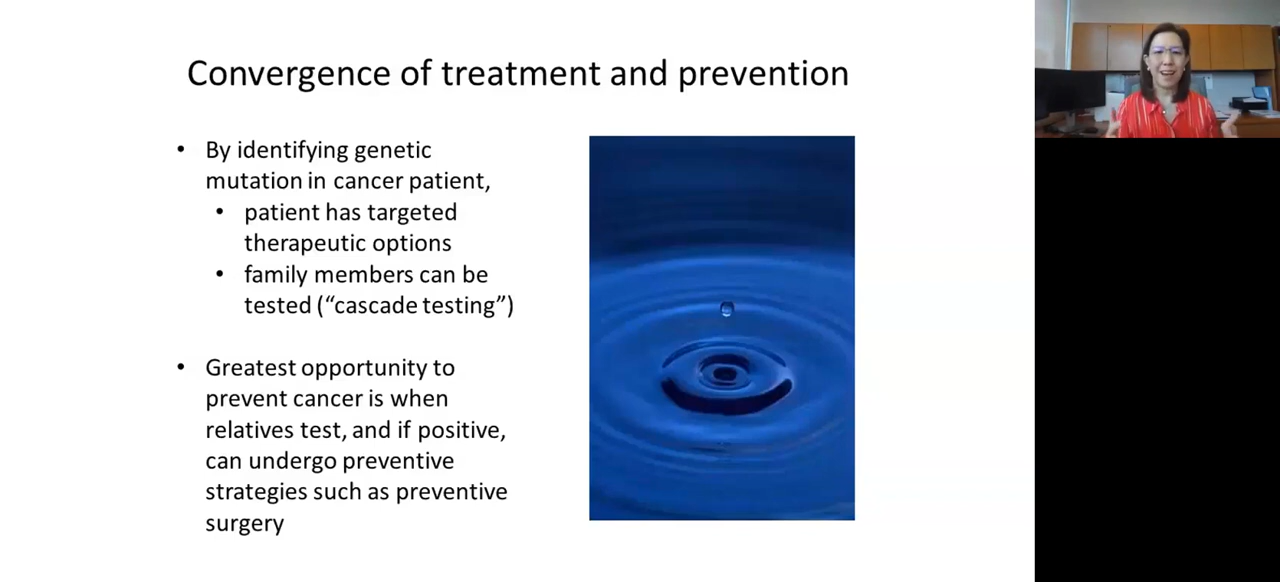 Convergence of treatment and prevention
• By identifying genetic
mutation in cancer patient,
• patient has targeted
therapeutic options
• family members can be
tested (“cascade testing”)
• Greatest opportunity to
prevent cancer is when
relatives test, and if positive,
can undergo preventive
strategies such as preventive
surgery